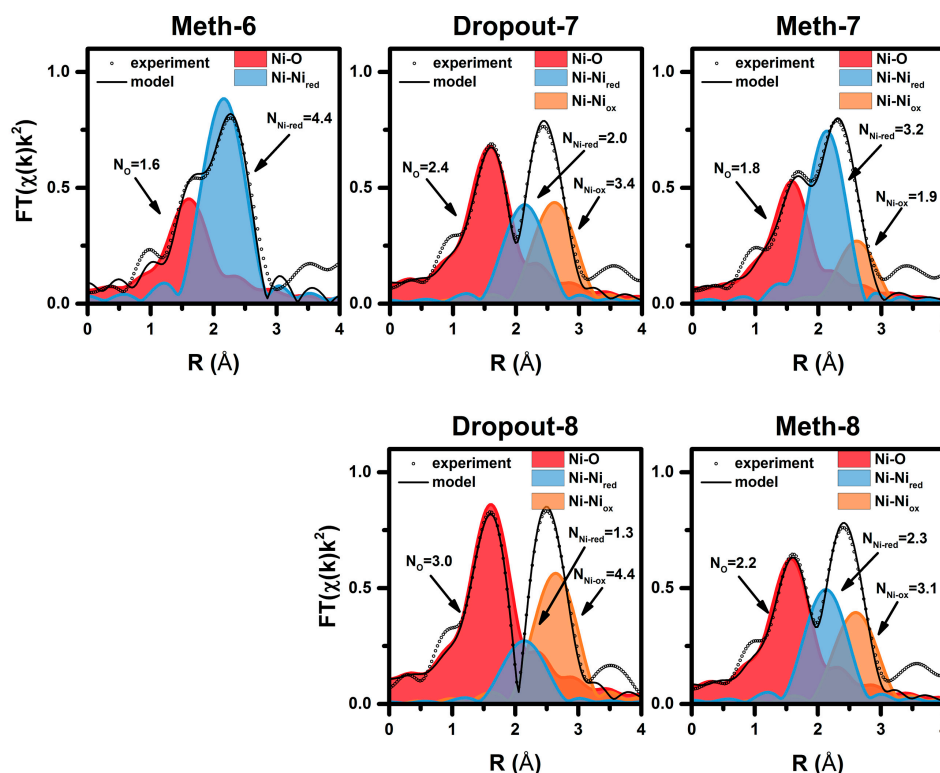 Meth-6
Dropout-7
Meth-7
1.0
0.5
0.0
FT(χ(k)k²)
experiment
model
Ni-O
Ni-Ni_red
N_O=1.6
N_Ni-red=4.4
0 1 2 3 4
R (Å)
1.0
0.5
0.0
experiment
model
Ni-O
Ni-Ni_red
Ni-Ni_ox
N_O=2.4
N_Ni-red=2.0
N_Ni-ox=3.4
0 1 2 3 4
R (Å)
1.0
0.5
0.0
experiment
model
Ni-O
Ni-Ni_red
Ni-Ni_ox
N_O=1.8
N_Ni-red=3.2
N_Ni-ox=1.9
0 1 2 3 4
R (Å)
Dropout-8
Meth-8
1.0
0.5
0.0
FT(χ(k)k²)
experiment
model
Ni-O
Ni-Ni_red
Ni-Ni_ox
N_O=3.0
N_Ni-red=1.3
N_Ni-ox=4.4
0 1 2 3 4
R (Å)
1.0
0.5
0.0
experiment
model
Ni-O
Ni-Ni_red
Ni-Ni_ox
N_O=2.2
N_Ni-red=2.3
N_Ni-ox=3.1
0 1 2 3 4
R (Å)